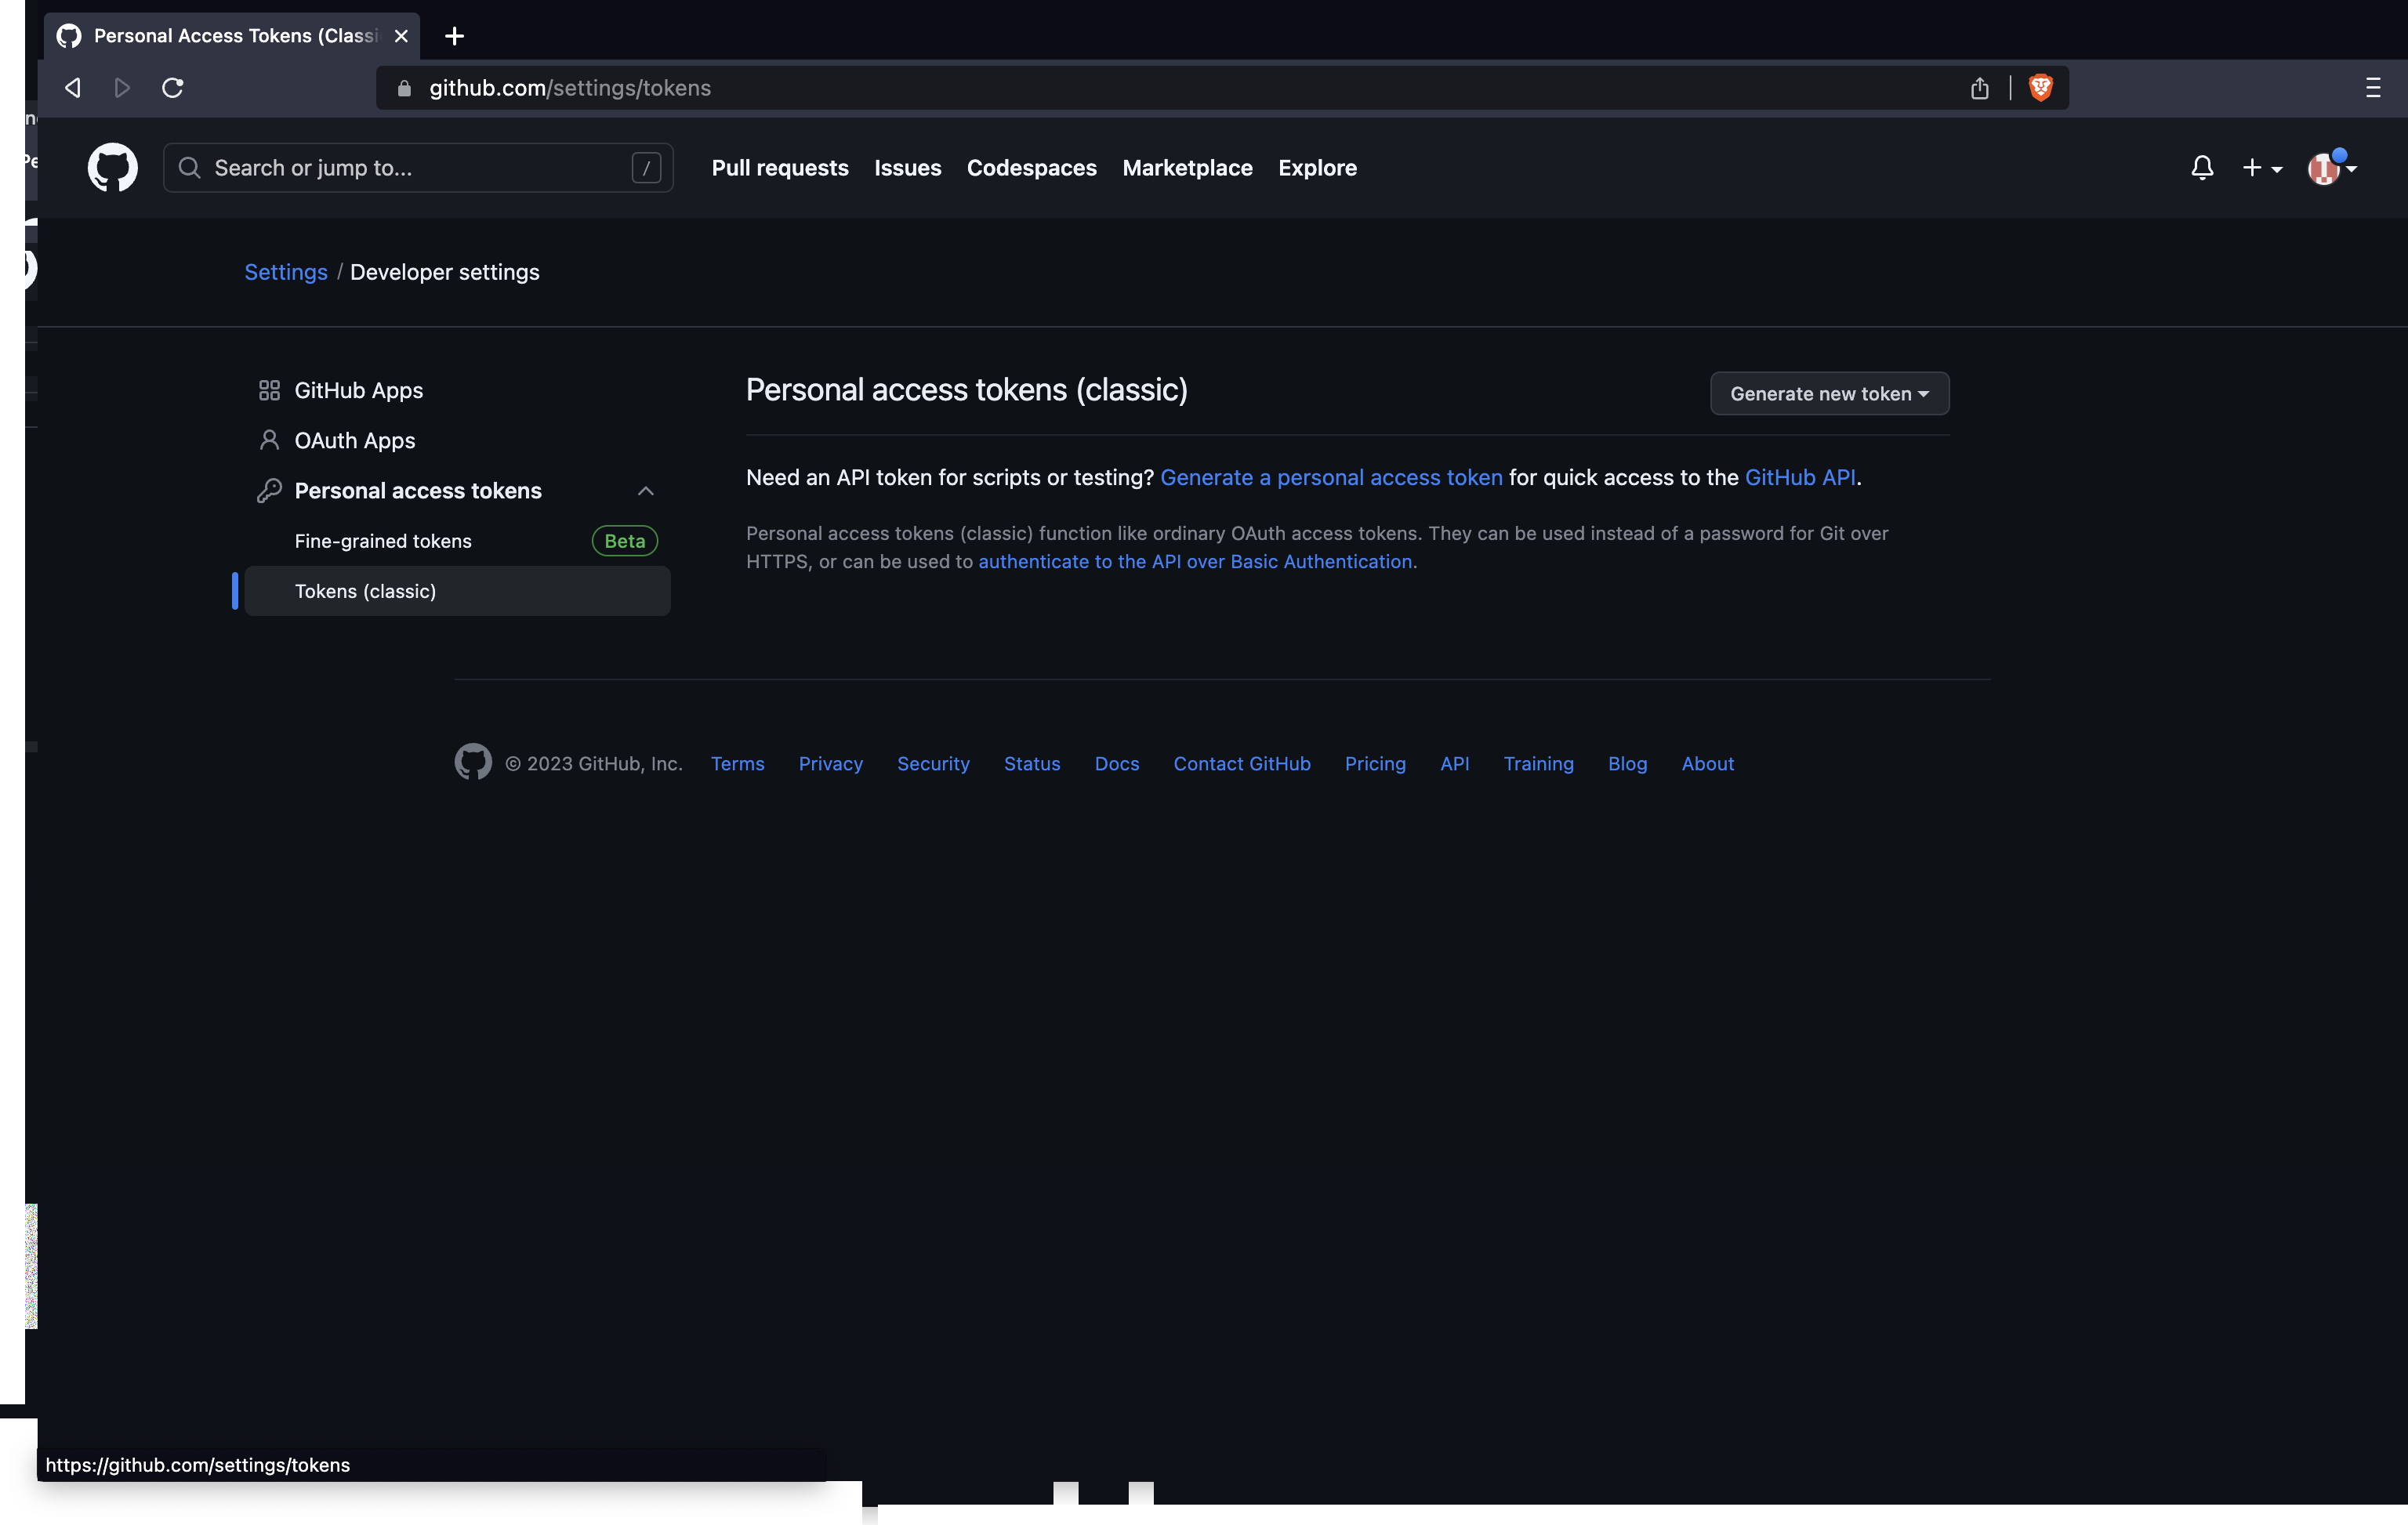 Personal Access Tokens (Classi
github.com/settings/tokens
Search or jump to...
/
Pull requests Issues Codespaces Marketplace Explore
Settings / Developer settings
GitHub Apps
OAuth Apps
Personal access tokens
Fine-grained tokens Beta
Tokens (classic)
Personal access tokens (classic)
Generate new token
Need an API token for scripts or testing? Generate a personal access token for quick access to the GitHub API.
Personal access tokens (classic) function like ordinary OAuth access tokens. They can be used instead of a password for Git over
HTTPS, or can be used to authenticate to the API over Basic Authentication.
© 2023 GitHub, Inc. Terms Privacy Security Status Docs Contact GitHub Pricing API Training Blog About
https://github.com/settings/tokens